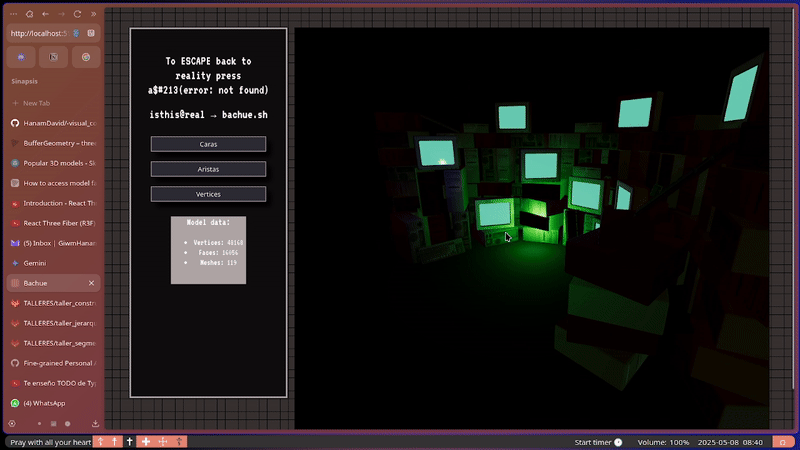 http://localhost:5
Sinapsis
New Tab
HanamDavid/-visual_co
BufferGeometry – three
Popular 3D models - Sk
How to access model fa
Introduction - React Th
React Three Fiber (R3F)
(5) Inbox | GiwmHanam
Gemini
Bachue
TALLERES/taller_constr
TALLERES/taller_jerarq
TALLERES/taller_segme
Fine-grained Personal A
Te enseño TODO de Typ
(4) WhatsApp
To ESCAPE back to
reality press
a$#213(error: not found)
isthis@real → bachue.sh
Caras
Aristas
Vertices
Model data:
Vertices: 48168
Fases: 16056
Meshes: 119
Pray with all your heart
Start timer
Volume: 100%
2025-05-08 08:40